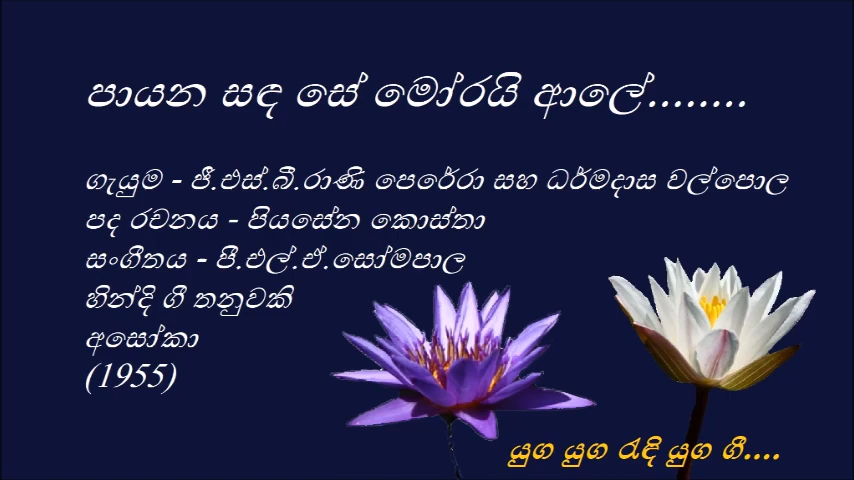 පායන සඳ සේ මෝරයි ආලේ........
ගැයුම - ජී.එස්.බී.රාණි පෙරේරා සහ ධර්මදාස වල්පොල
පද රචනය - පියසේන කොස්තා
සංගීතය - පී.එල්.ඒ.සෝමපාල
හින්දි ගී තනුවකි
අසෝකා
(1955)
යුග යුග රැඳි යුග ගී....